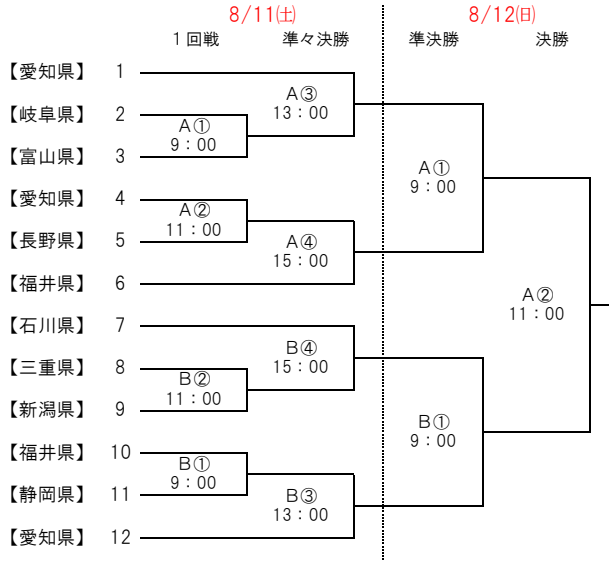 8/11㈯ 8/12㈰
１回戦 準々決勝 準決勝 決勝
【愛知県】 1
Ａ③
13：00
【岐阜県】 2
Ａ①
9：00
【富山県】 3
Ａ①
9：00
【愛知県】 4
Ａ②
11：00
【長野県】 5
Ａ④
15：00
【福井県】 6
Ａ②
11：00
【石川県】 7
Ｂ④
15：00
【三重県】 8
Ｂ②
11：00
【新潟県】 9
Ｂ①
9：00
【福井県】 10
Ｂ①
9：00
【静岡県】 11
Ｂ③
13：00
【愛知県】 12